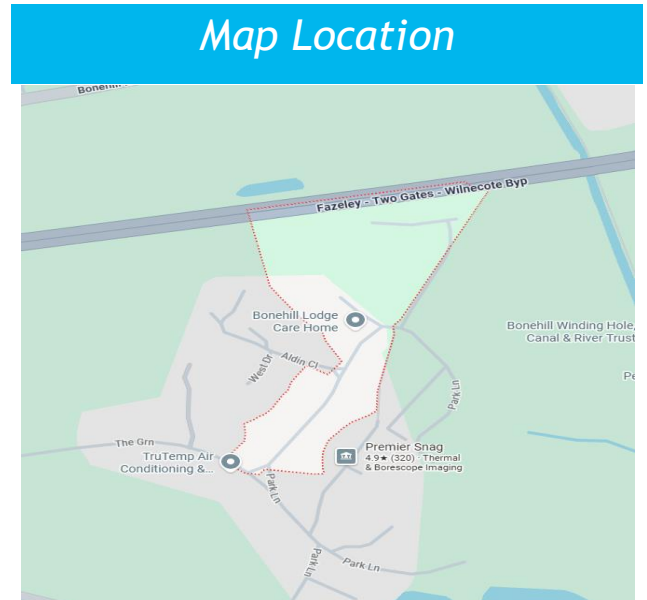 Map Location
Fazeley - Two Gates - Wilnecote Byp
Bonehill Lodge
Care Home
Bonehill Winding Hole,
Canal & River Trust
Aldin Cl
West Dr
Park Ln
The Grn
TruTemp Air
Conditioning &...
Premier Snag
4.9★ (320) · Thermal
& Borescope Imaging
Park Ln
Park Ln
Park Ln